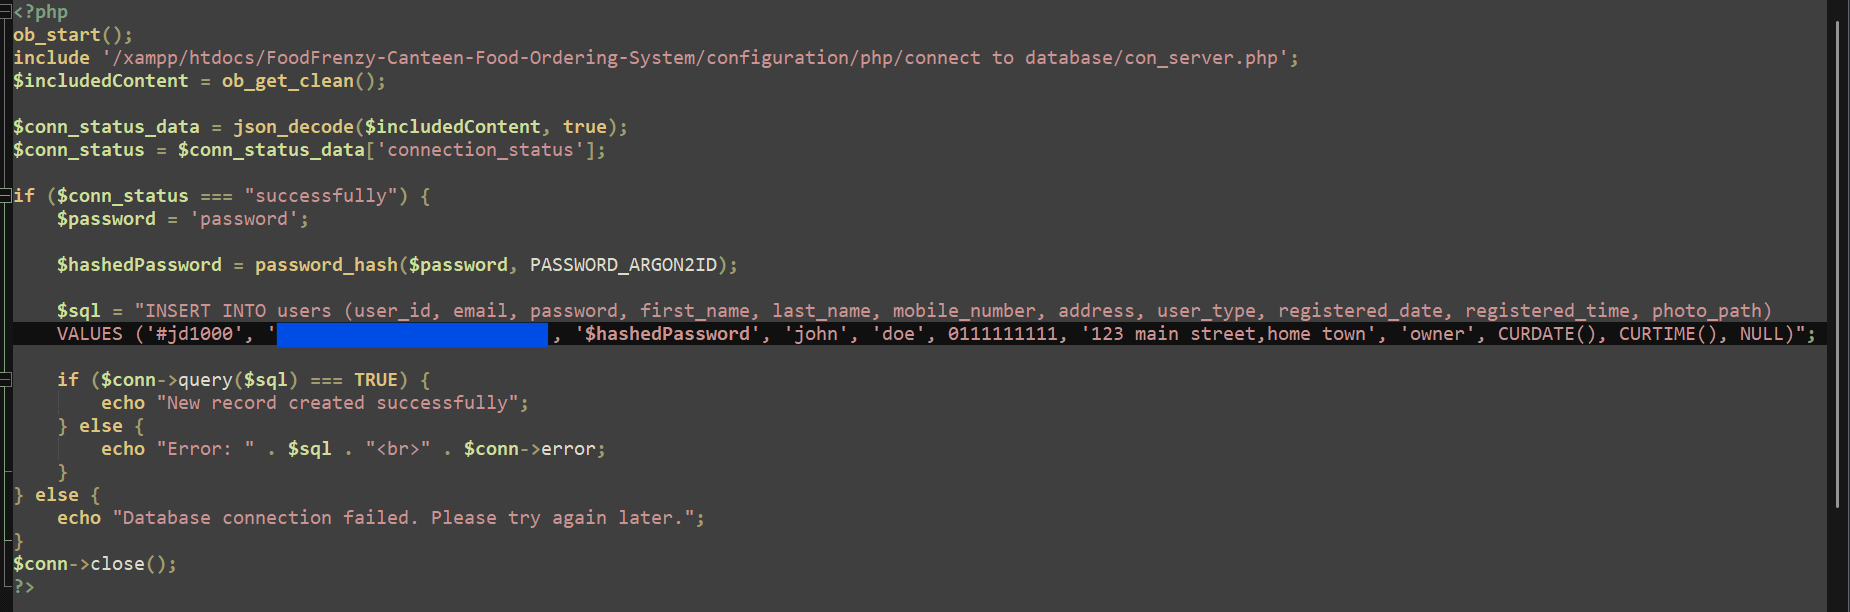 <?php
ob_start();
include '/xampp/htdocs/FoodFrenzy-Canteen-Food-Ordering-System/configuration/php/connect to database/con_server.php';
$includedContent = ob_get_clean();
$conn_status_data = json_decode($includedContent, true);
$conn_status = $conn_status_data['connection_status'];
if ($conn_status === "successfully") {
    $password = 'password';
    $hashedPassword = password_hash($password, PASSWORD_ARGON2ID);
    $sql = "INSERT INTO users (user_id, email, password, first_name, last_name, mobile_number, address, user_type, registered_date, registered_time, photo_path)
    VALUES ('#jd1000', ' , '$hashedPassword', 'john', 'doe', 0111111111, '123 main street,home town', 'owner', CURDATE(), CURTIME(), NULL)";
    if ($conn->query($sql) === TRUE) {
        echo "New record created successfully";
    } else {
        echo "Error: " . $sql . "<br>" . $conn->error;
    }
} else {
    echo "Database connection failed. Please try again later.";
}
$conn->close();
?>